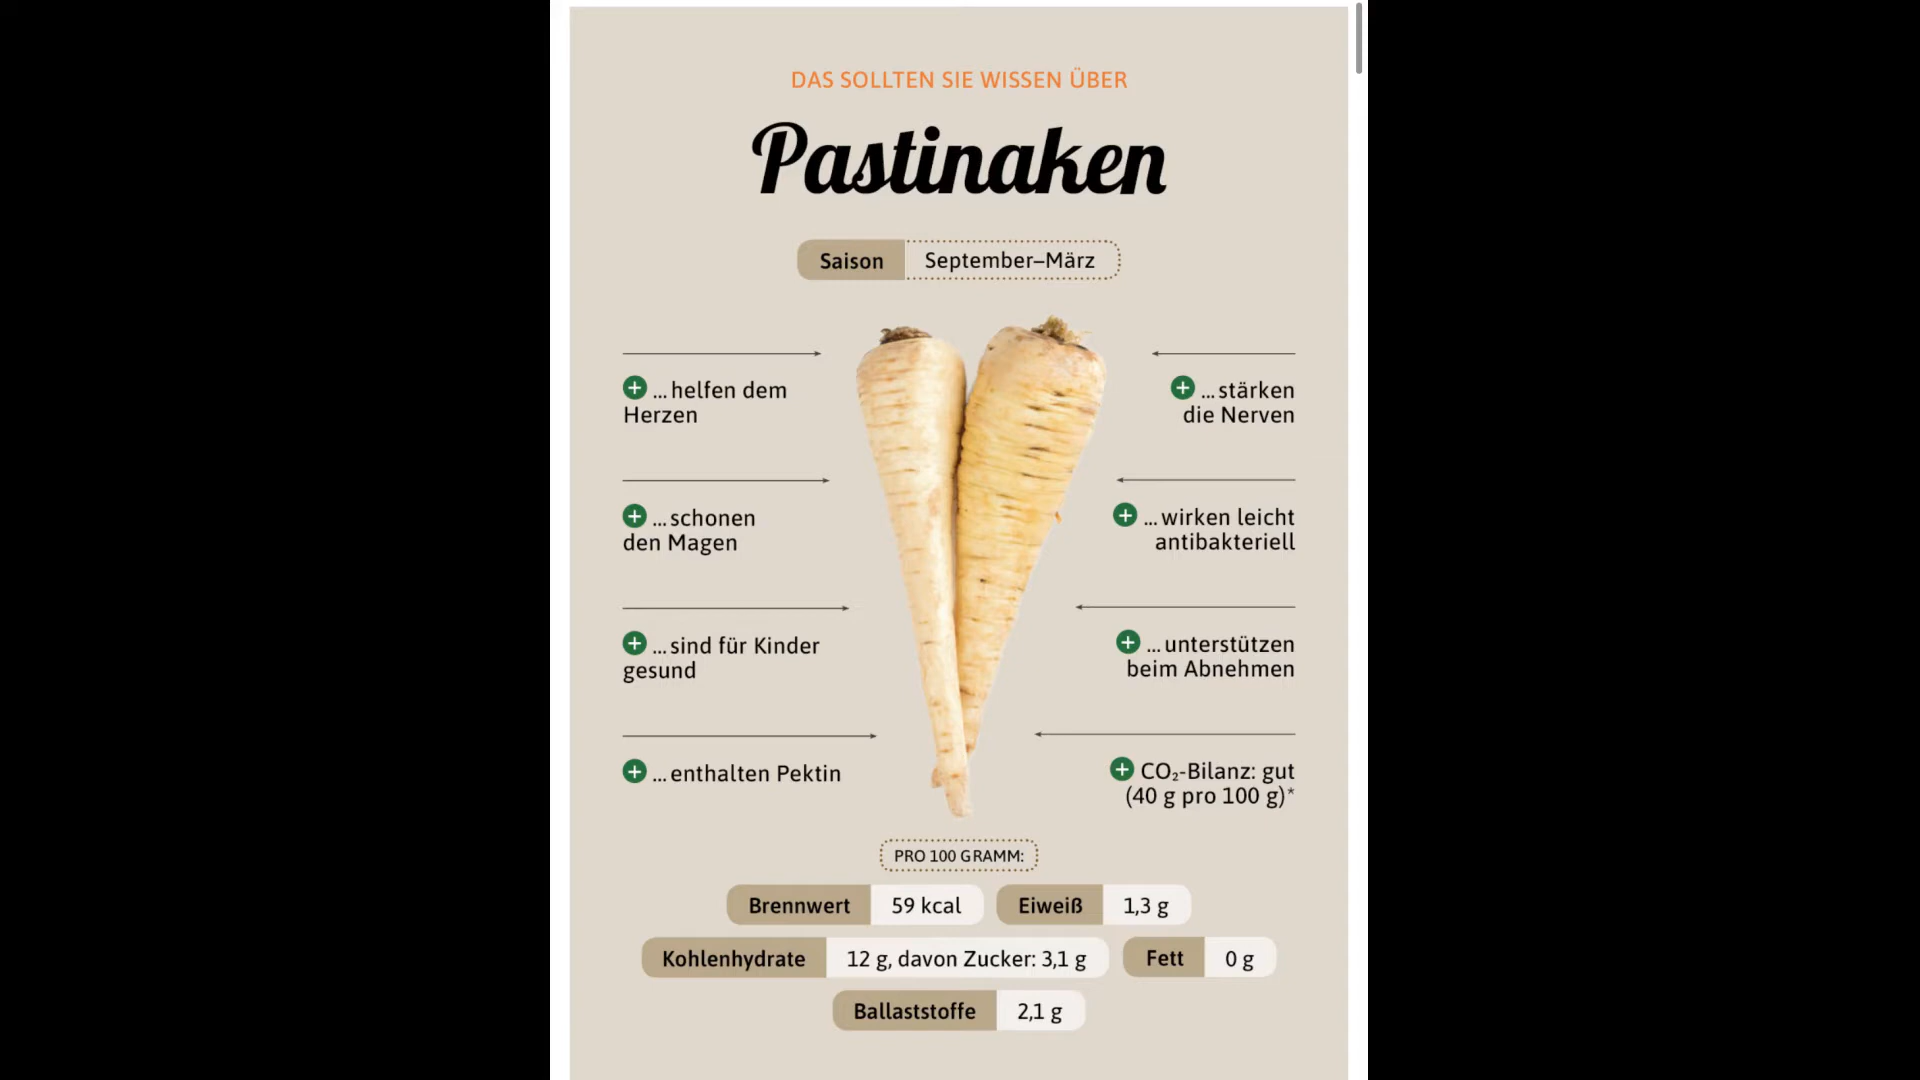 DAS SOLLTEN SIE WISSEN ÜBER
Pastinaken
Saison September–März
+ ... helfen dem
Herzen
+ ... schonen
den Magen
+ ... sind für Kinder
gesund
+ ... enthalten Pektin
+ ... stärken
die Nerven
+ ... wirken leicht
antibakteriell
+ ... unterstützen
beim Abnehmen
+ CO₂-Bilanz: gut
(40 g pro 100 g)*
PRO 100 GRAMM:
Brennwert 59 kcal Eiweiß 1,3 g
Kohlenhydrate 12 g, davon Zucker: 3,1 g Fett 0 g
Ballaststoffe 2,1 g